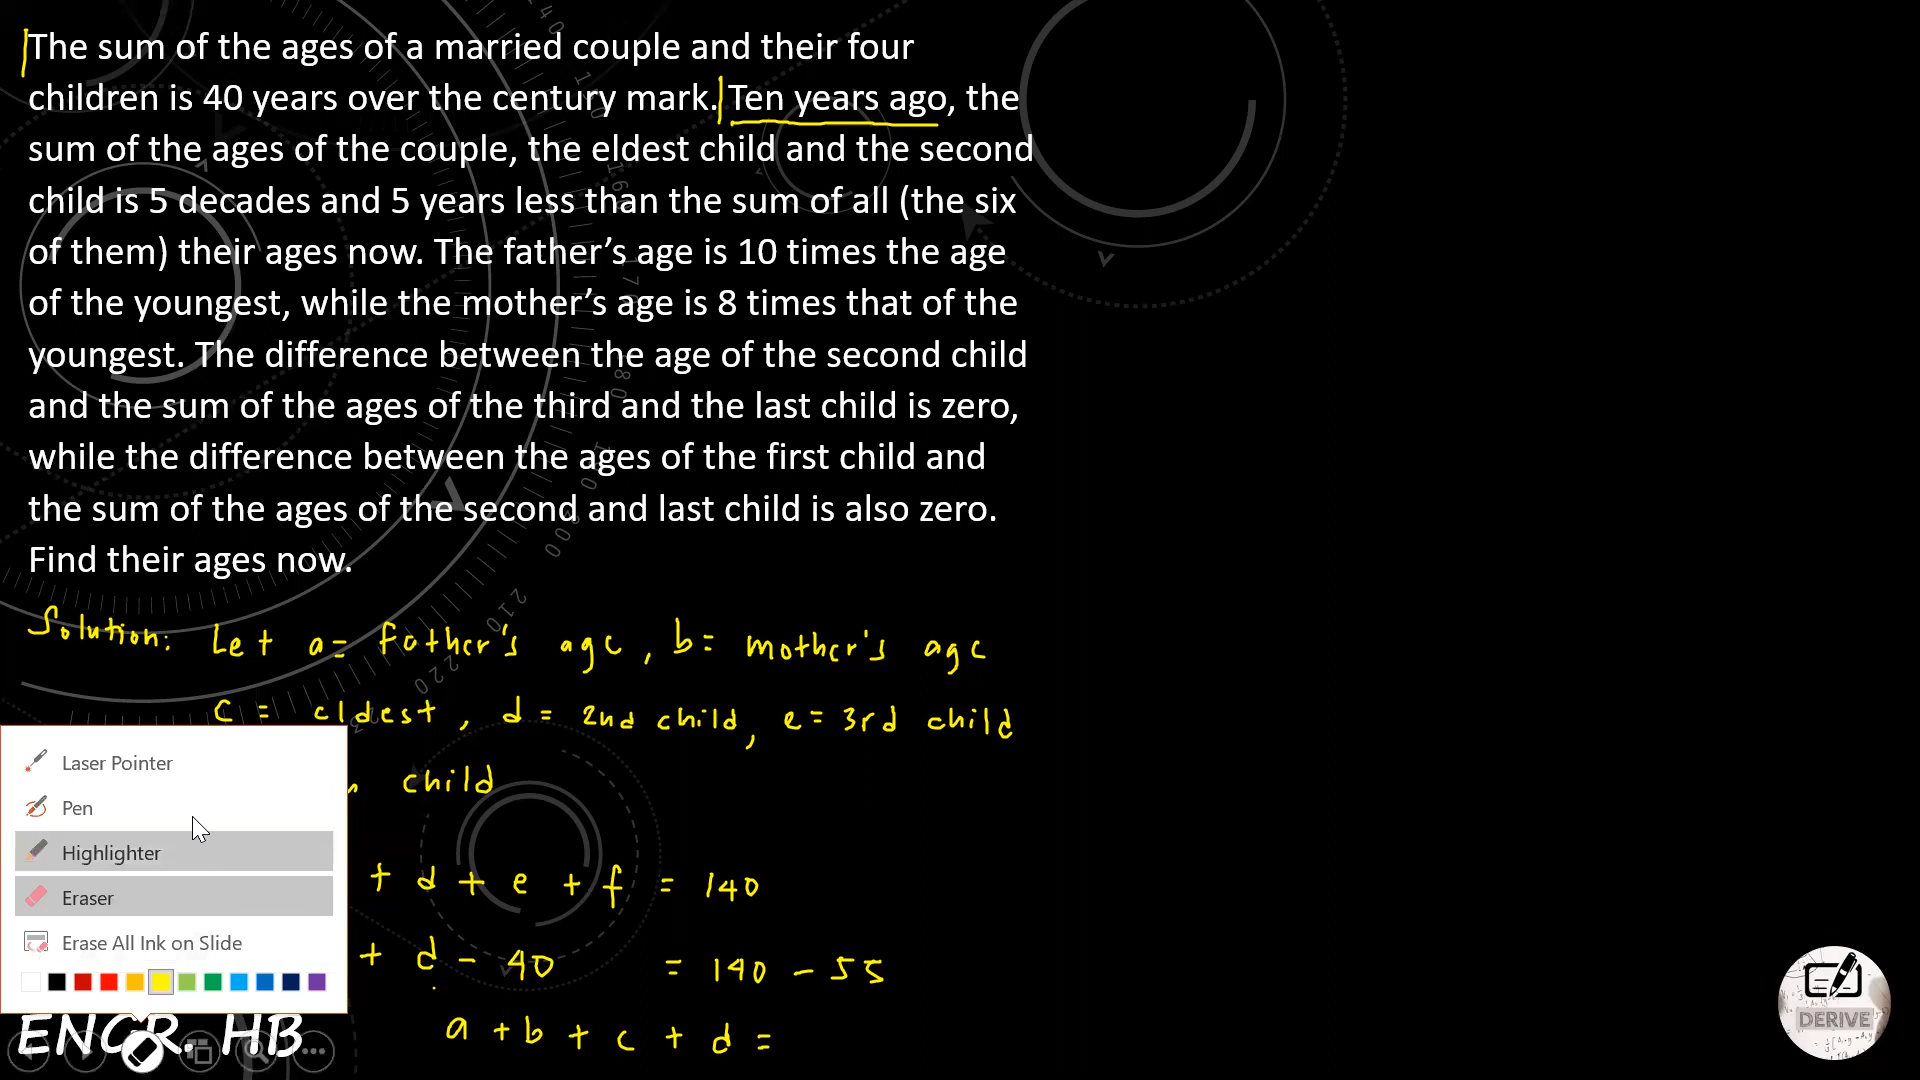 The sum of the ages of a married couple and their four
children is 40 years over the century mark. Ten years ago, the
sum of the ages of the couple, the eldest child and the second
child is 5 decades and 5 years less than the sum of all (the six
of them) their ages now. The father’s age is 10 times the age
of the youngest, while the mother’s age is 8 times that of the
youngest. The difference between the age of the second child
and the sum of the ages of the third and the last child is zero,
while the difference between the ages of the first child and
the sum of the ages of the second and last child is also zero.
Find their ages now.
Solution: Let a= father's age, b= mother's age
c = eldest, d = 2nd child, e = 3rd child
child
+ d + e + f = 140
+ d - 40 = 140 - 55
a + b + c + d =
Laser Pointer
Pen
Highlighter
Eraser
Erase All Ink on Slide
ENGR. HB
DERIVE
140
160
170
180
190
200
210
220